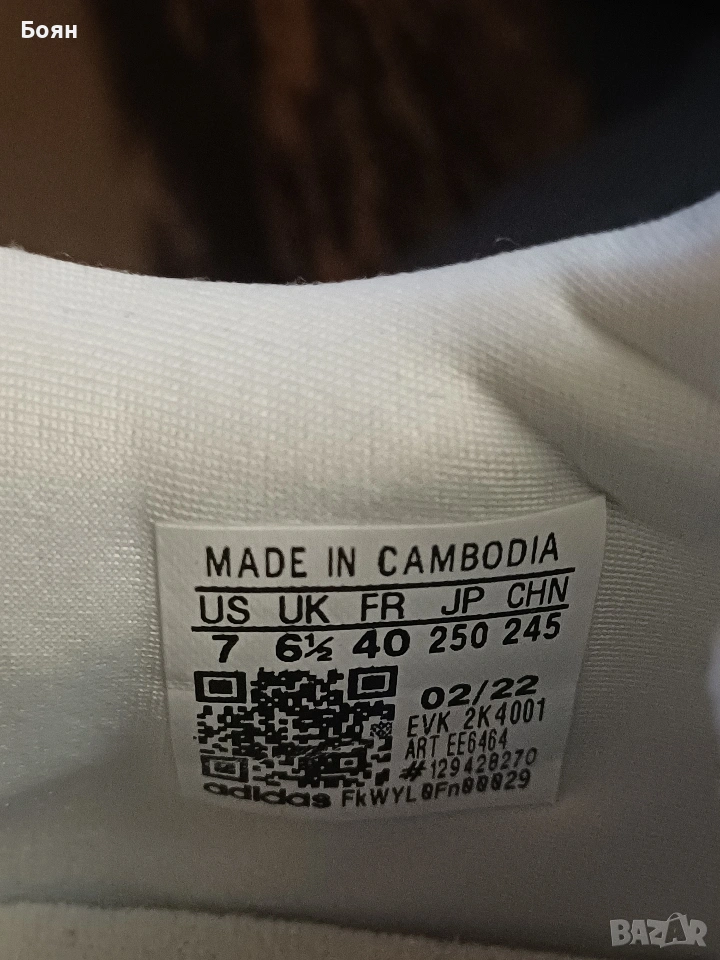 Боян
MADE IN CAMBODIA
US UK FR JP CHN
7 6½ 40 250 245
02/22
EVK 2K4001
ART EE6464
#129428270
adidas FkWYL0Fn00029
BAZAR